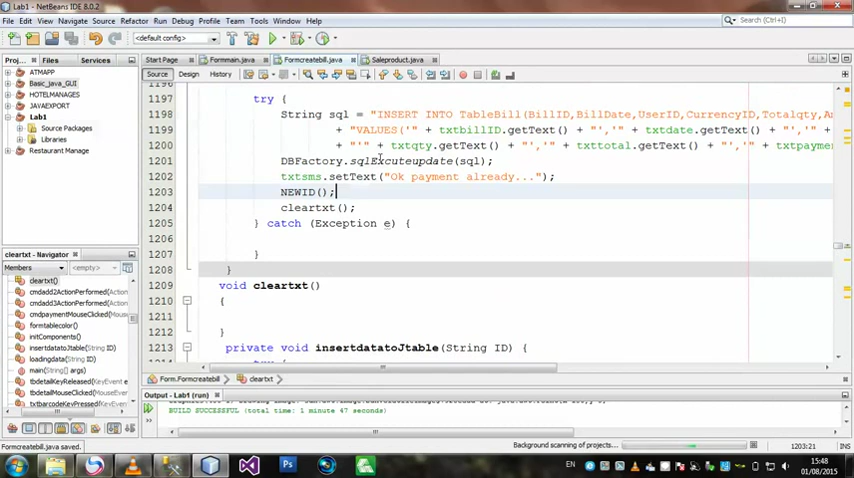 Lab1 - NetBeans IDE 8.0.2
File Edit View Navigate Source Refactor Run Debug Profile Team Tools Window Help
Search (Ctrl+I)
<default config>
Proj... Files Services
Start Page Formmain.java Formcreatebill.java Saleproduct.java
Source Design History
ATMAPP
Basic_java_GUI
HOTELMANAGES
JAVAEXPORT
Lab1
Source Packages
Libraries
Restaurant Manage
1196
1197 try {
1198 String sql = "INSERT INTO TableBill(BillID,BillDate,UserID,CurrencyID,Totalqty,Am
1199 + "VALUES('" + txtbillID.getText() + "','" + txtdate.getText() + "','"
1200 + "'" + txtqty.getText() + "','" + txttotal.getText() + "','" + txtpayme
1201 DBFactory.sqlExcuteupdate(sql);
1202 txtsms.setText("Ok payment already...");
1203 NEWID();
1204 cleartxt();
1205 } catch (Exception e) {
1206
1207 }
1208 }
1209 void cleartxt()
1210 {
1211
1212 }
1213 private void insertdatatoJtable(String ID) {
cleartxt() - Navigator
Members <empty>
cleartxt()
cmdadd2ActionPerformed(Action
cmdadd3ActionPerformed(Action
cmdpaymentMouseClicked(Mouse
formtablecolor()
initComponents()
insertdatatoJtable(String ID)
loadingdata(String ID)
main(String[] args)
tbdetailKeyReleased(KeyEvent e
tbdetailMouseClicked(MouseEve
txtbarcodeKeyPressed(KeyEve
Form.Formcreatebill cleartxt
Output - Lab1 (run)
BUILD SUCCESSFUL (total time: 1 minute 47 seconds)
Formcreatebill.java saved.
Background scanning of projects...
1203:21 INS
EN
15:48
01/08/2015